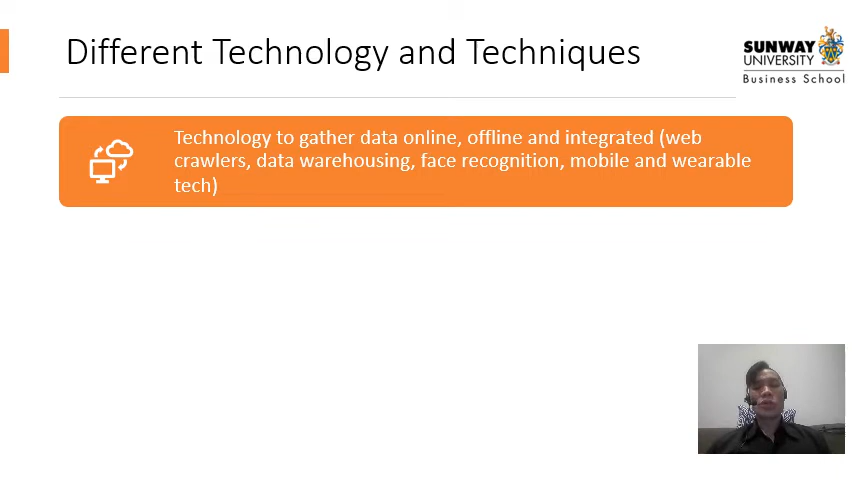 Different Technology and Techniques
SUNWAY
UNIVERSITY
Business School
Technology to gather data online, offline and integrated (web
crawlers, data warehousing, face recognition, mobile and wearable
tech)